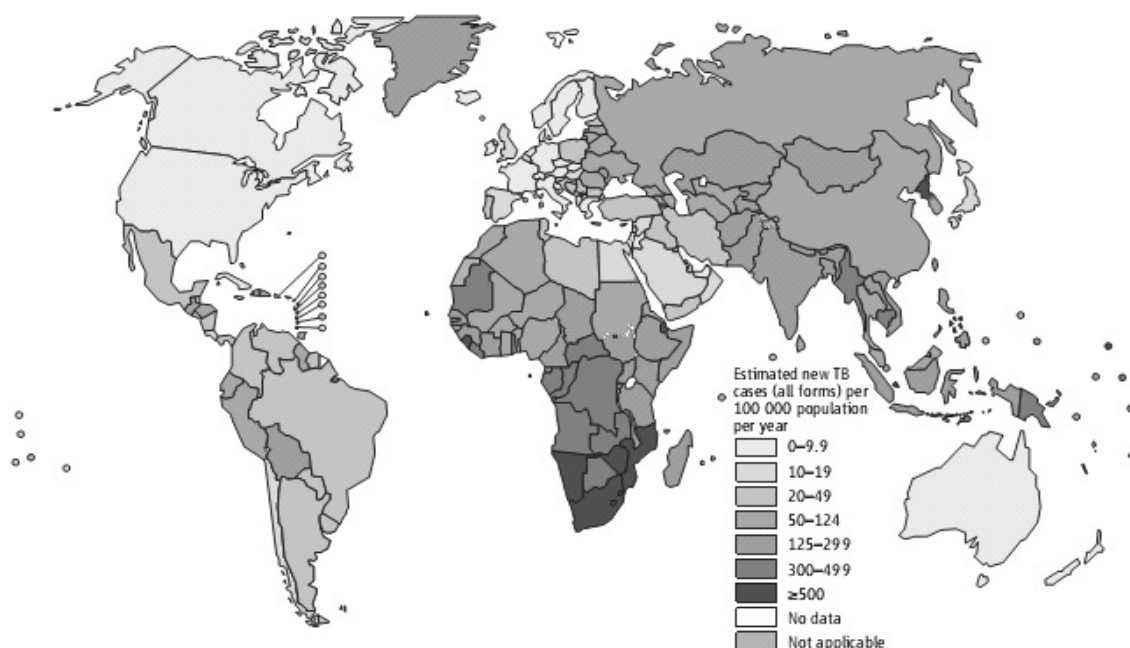 Estimated new TB
cases (all forms) per
100 000 population
per year
0–9.9
10–19
20–49
50–124
125–299
300–499
≥500
No data
Not applicable